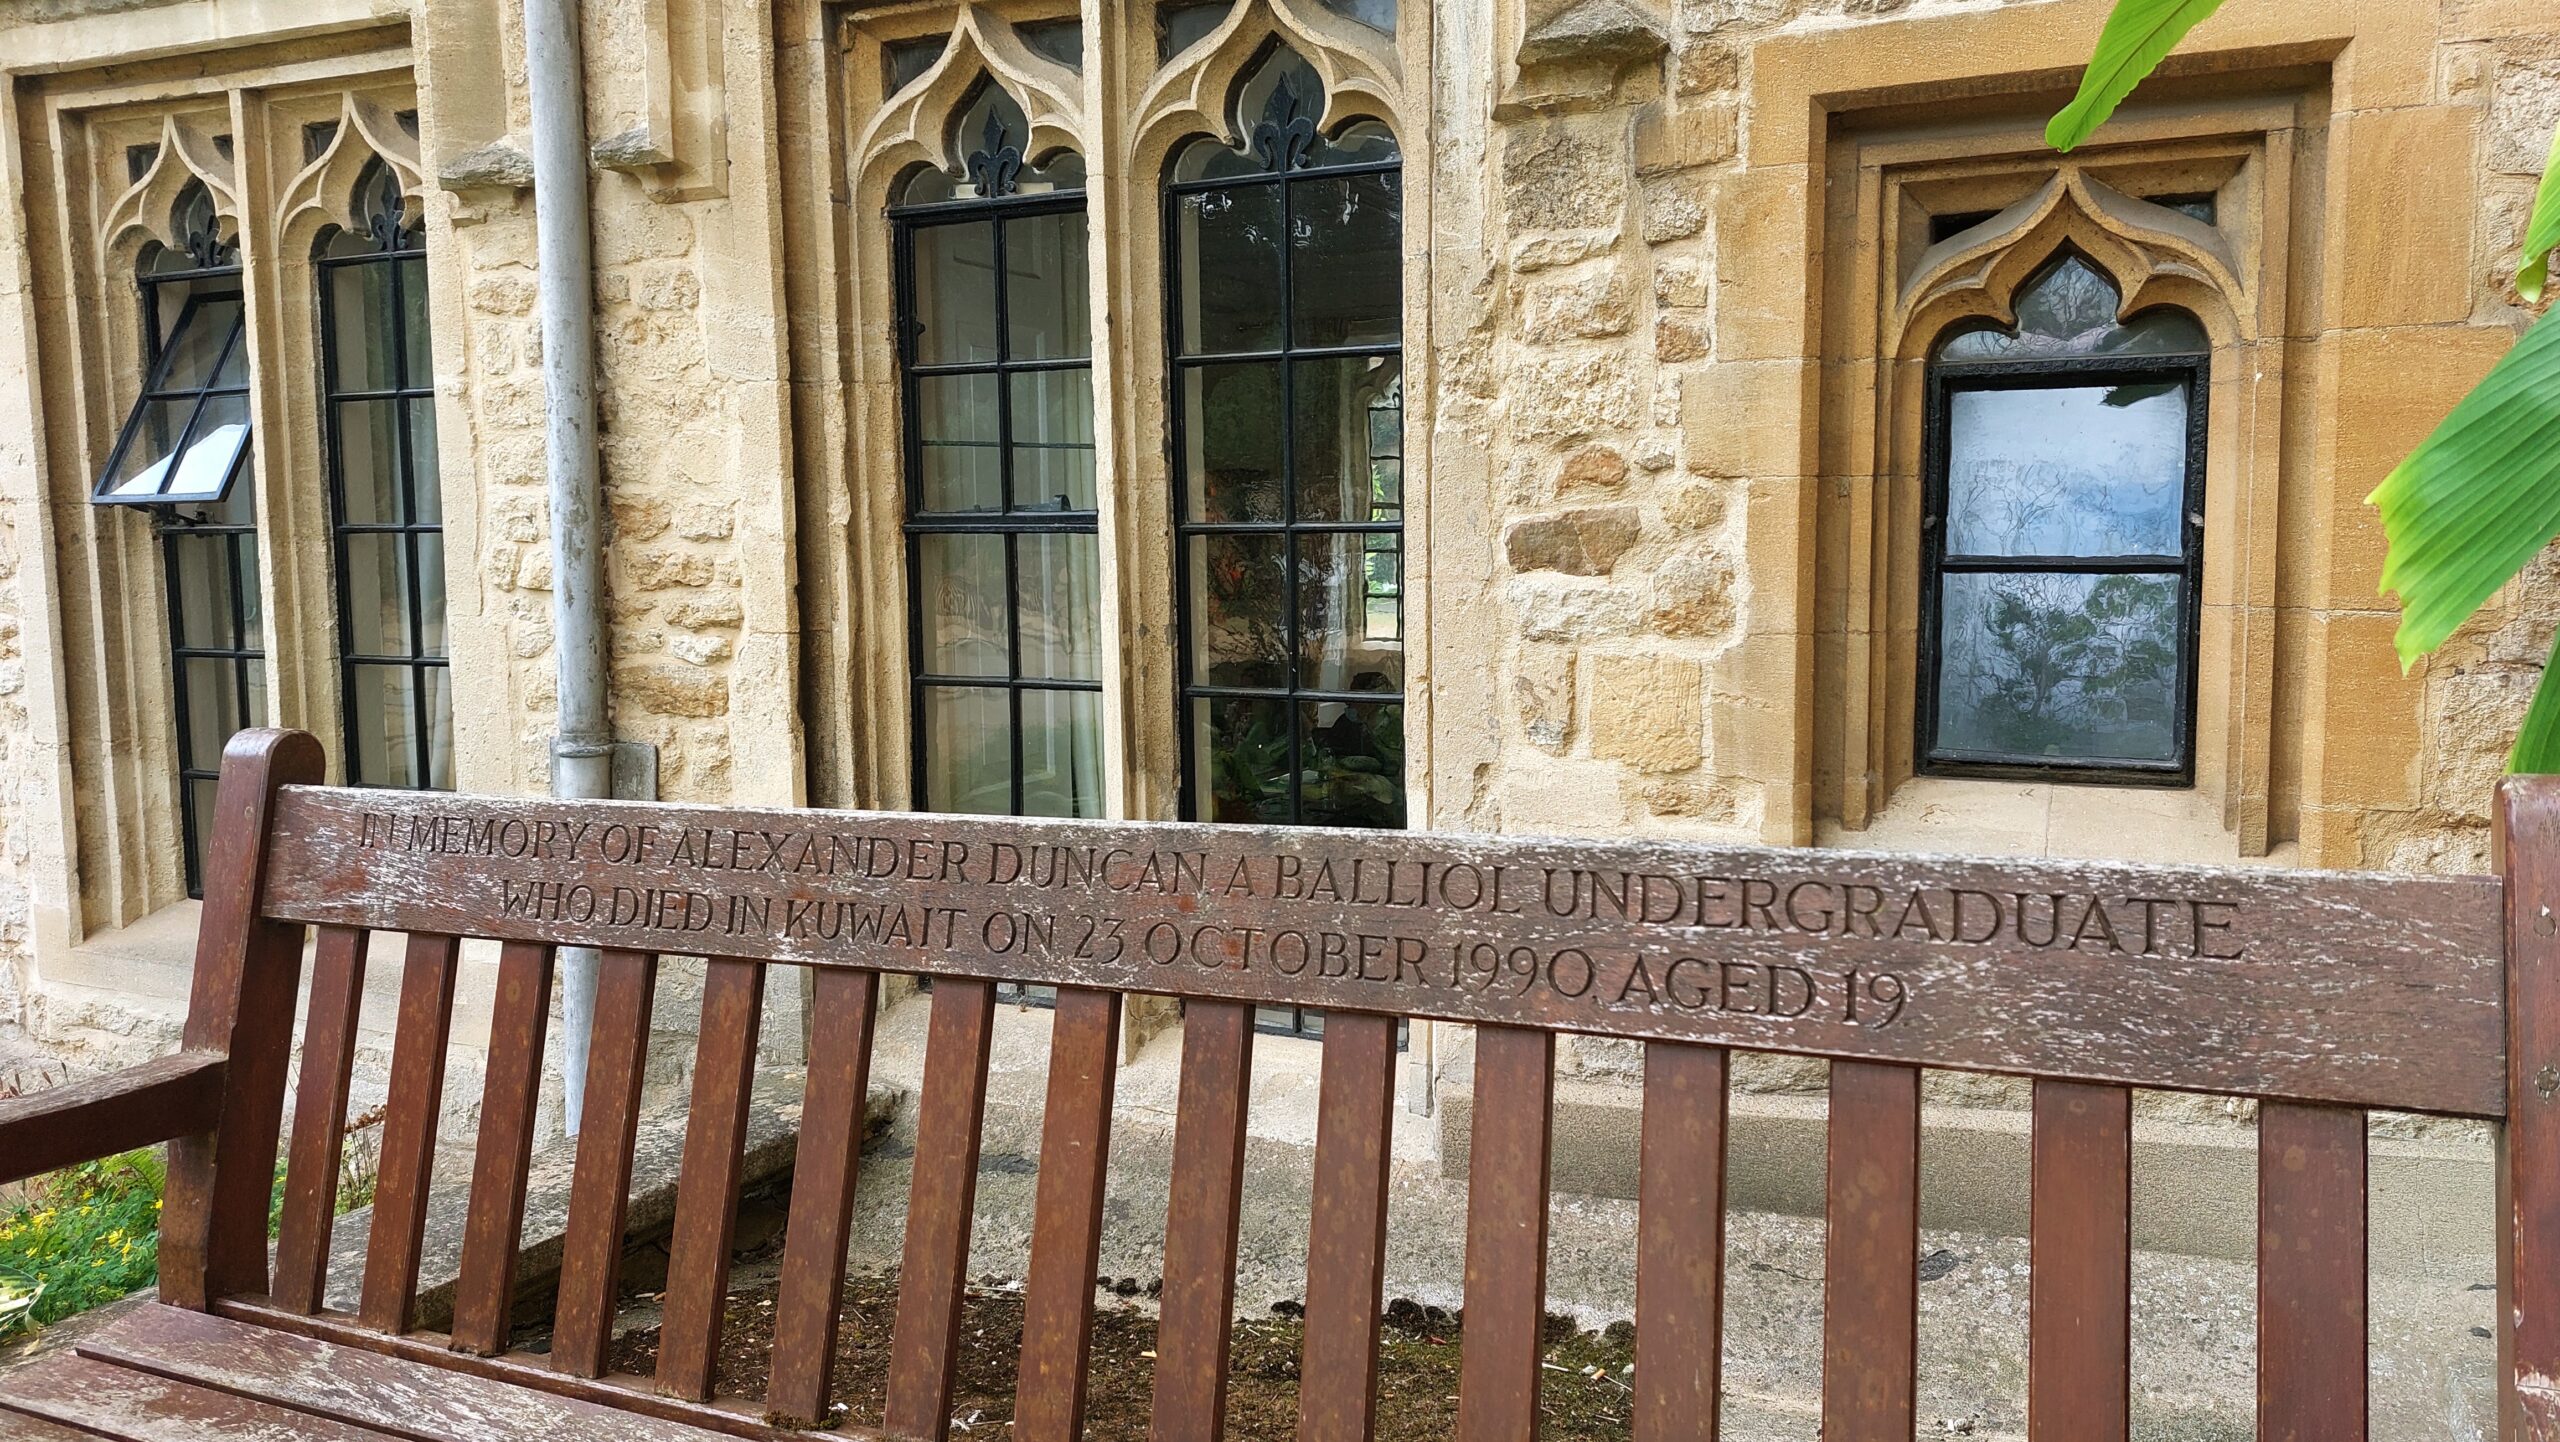 IN MEMORY OF ALEXANDER DUNCAN, A BALLIOL UNDERGRADUATE
WHO DIED IN KUWAIT ON 23 OCTOBER 1990, AGED 19